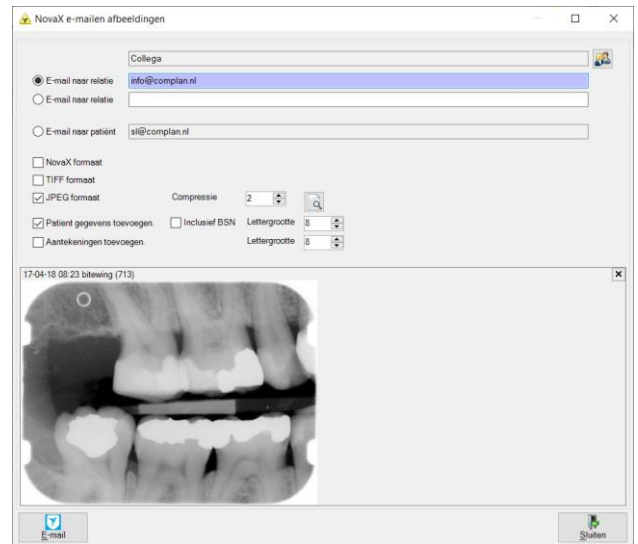 NovaX e-mailen afbeeldingen
Collega
E-mail naar relatie info@complan.nl
E-mail naar relatie
E-mail naar patiënt sl@complan.nl
NovaX formaat
TIFF formaat
JPEG formaat Compressie 2
Patient gegevens toevoegen. Inclusief BSN Lettergrootte 8
Aantekeningen toevoegen. Lettergrootte 8
17-04-18 08:23 bitewing (713)
E-mail Sluiten